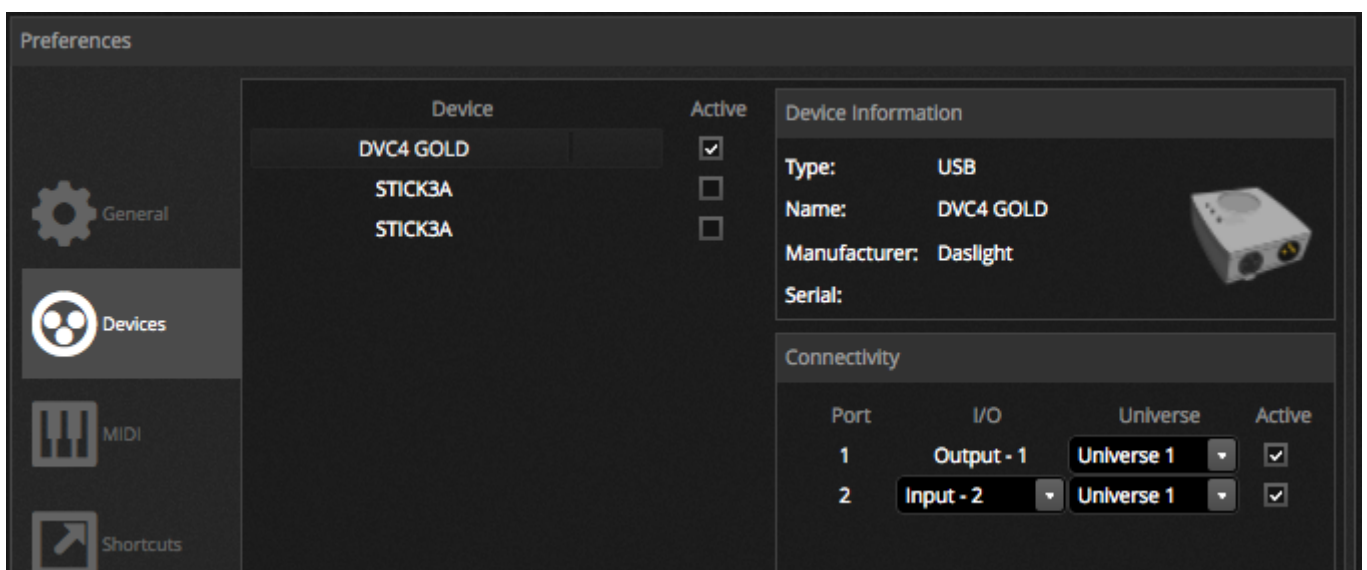 Preferences
General
Devices
MIDI
Shortcuts
Device Active
DVC4 GOLD
STICK3A
STICK3A
Device Information
Type: USB
Name: DVC4 GOLD
Manufacturer: Daslight
Serial:
Connectivity
Port I/O Universe Active
1 Output - 1 Universe 1
2 Input - 2 Universe 1